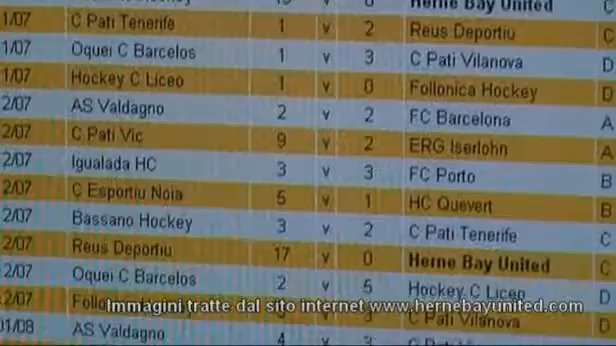 Herne Bay United
1/07 C Pati Tenerife 1 v 2 Reus Deportiu C
1/07 Oquei C Barcelos 1 v 3 C Pati Vilanova D
1/07 Hockey C Liceo 1 v 0 Follonica Hockey D
2/07 AS Valdagno 2 v 2 FC Barcelona A
2/07 C Pati Vic 9 v 2 ERG Iserlohn A
2/07 Igualada HC 3 v 3 FC Porto B
2/07 C Esportiu Noia 5 v 1 HC Quevert B
2/07 Bassano Hockey 3 v 2 C Pati Tenerife C
2/07 Reus Deportiu 17 v 0 Herne Bay United C
2/07 Oquei C Barcelos 2 v 5 Hockey C Liceo D
2/07 3 C Pati Vilanova D
Immagini tratte dal sito internet www.hernebayunited.com
01/08 AS Valdagno 4 v 3